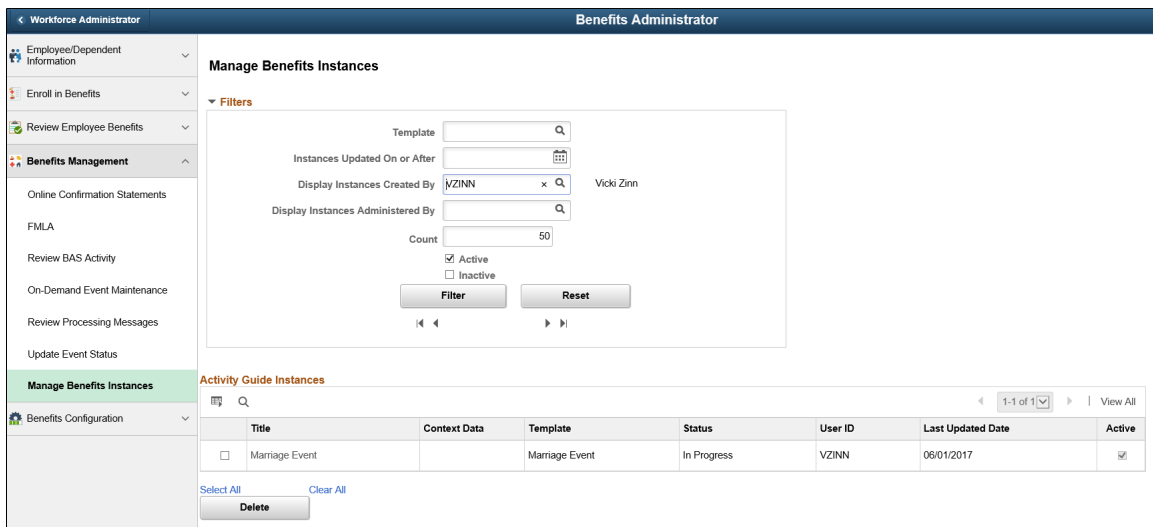 Workforce Administrator
Benefits Administrator
Employee/Dependent
Information
Enroll in Benefits
Review Employee Benefits
Benefits Management
Online Confirmation Statements
FMLA
Review BAS Activity
On-Demand Event Maintenance
Review Processing Messages
Update Event Status
Manage Benefits Instances
Benefits Configuration
Manage Benefits Instances
Filters
Template
Instances Updated On or After
Display Instances Created By VZINN × Vicki Zinn
Display Instances Administered By
Count 50
Active
Inactive
Filter Reset
Activity Guide Instances
1-1 of 1 | View All
Title Context Data Template Status User ID Last Updated Date Active
Marriage Event Marriage Event In Progress VZINN 06/01/2017
Select All Clear All
Delete